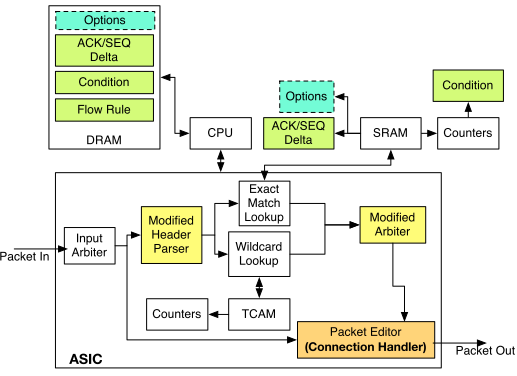 Options
ACK/SEQ
Delta
Condition
Flow Rule
DRAM
CPU
Options
ACK/SEQ
Delta
SRAM
Condition
Counters
Packet In
Input
Arbiter
Modified
Header
Parser
Exact
Match
Lookup
Wildcard
Lookup
Modified
Arbiter
Counters
TCAM
Packet Editor
(Connection Handler)
Packet Out
ASIC